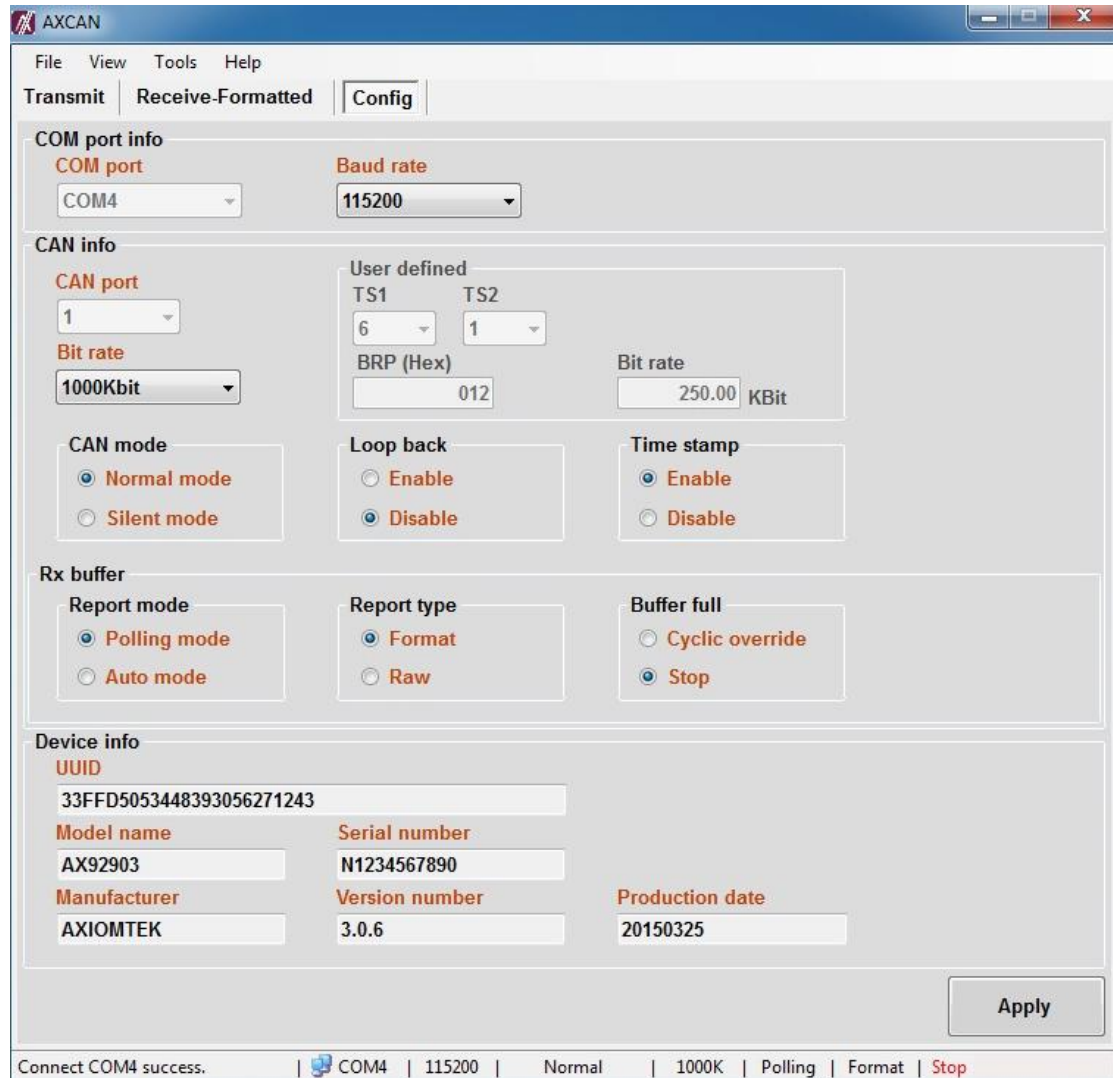 AXCAN
File View Tools Help
Transmit Receive-Formatted Config
COM port info
COM port Baud rate
COM4 115200
CAN info
CAN port
1
Bit rate
1000Kbit
User defined
TS1 TS2
6 1
BRP (Hex) Bit rate
012 250.00 KBit
CAN mode
Normal mode
Silent mode
Loop back
Enable
Disable
Time stamp
Enable
Disable
Rx buffer
Report mode
Polling mode
Auto mode
Report type
Format
Raw
Buffer full
Cyclic override
Stop
Device info
UUID
33FFD5053448393056271243
Model name Serial number
AX92903 N1234567890
Manufacturer Version number Production date
AXIOMTEK 3.0.6 20150325
Apply
Connect COM4 success. | COM4 | 115200 | Normal | 1000K | Polling | Format | Stop